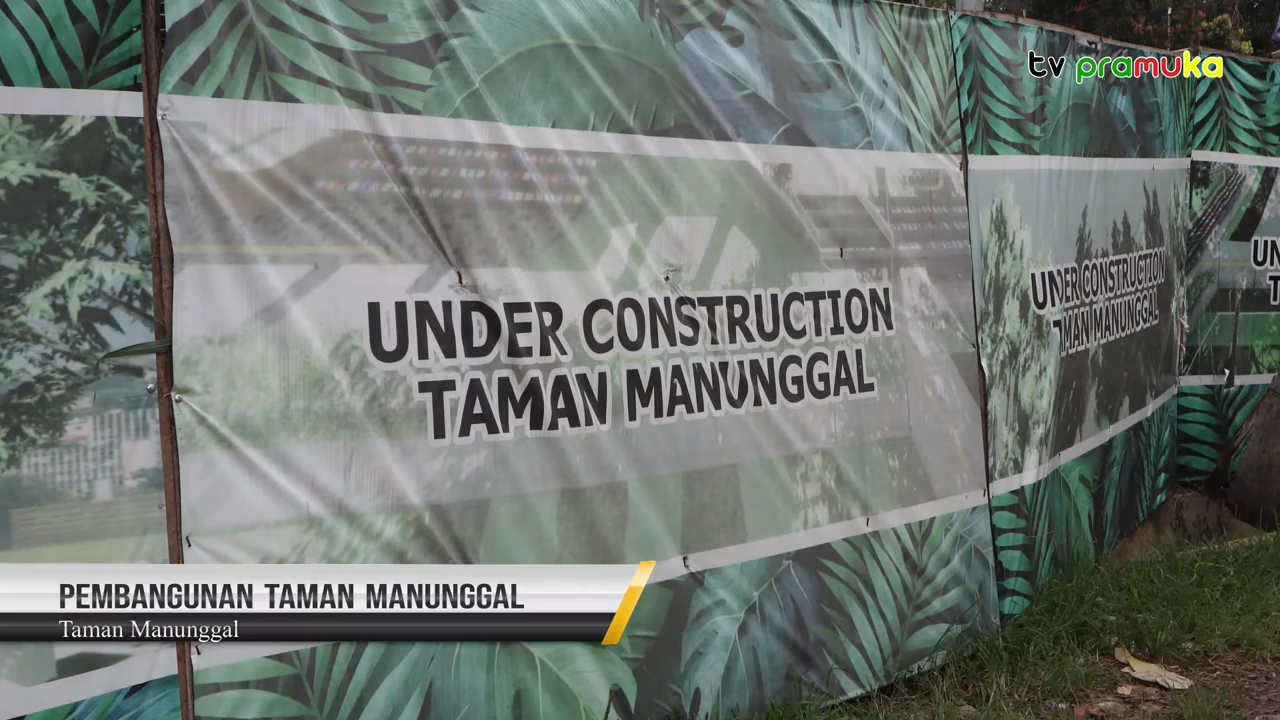 tv pramuka
UNDER CONSTRUCTION
TAMAN MANUNGGAL
UNDER CONSTRUCTION
TAMAN MANUNGGAL
PEMBANGUNAN TAMAN MANUNGGAL
Taman Manunggal